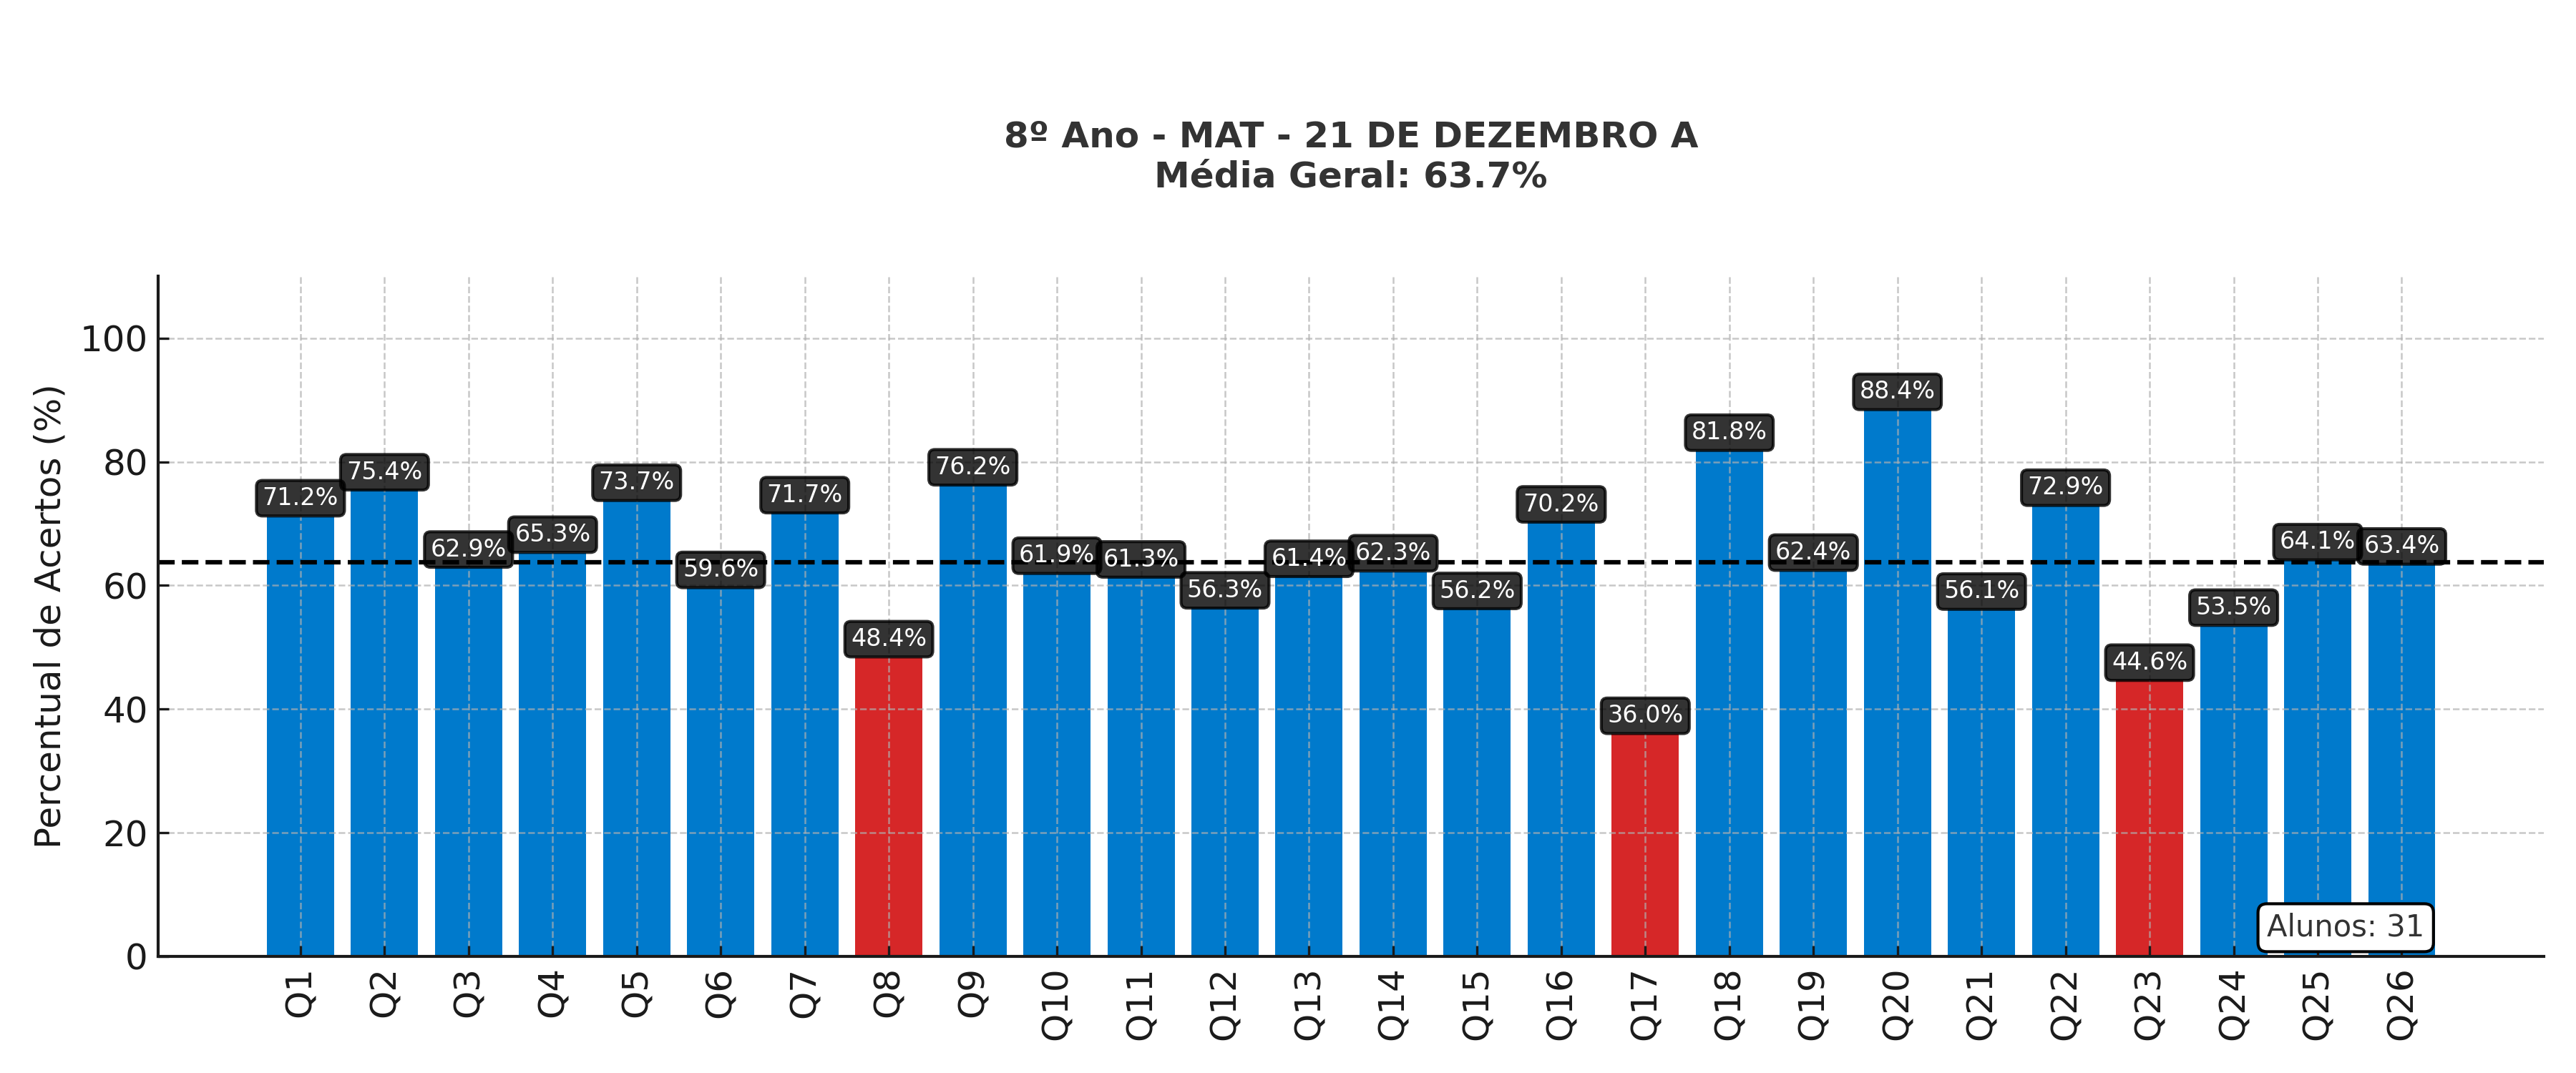 8º Ano - MAT - 21 DE DEZEMBRO A
Média Geral: 63.7%
Percentual de Acertos (%)
100
80
60
40
20
0
71.2%
75.4%
62.9%
65.3%
73.7%
59.6%
71.7%
48.4%
76.2%
61.9%
61.3%
56.3%
61.4%
62.3%
56.2%
70.2%
36.0%
81.8%
62.4%
88.4%
56.1%
72.9%
44.6%
53.5%
64.1%
63.4%
Alunos: 31
Q1
Q2
Q3
Q4
Q5
Q6
Q7
Q8
Q9
Q10
Q11
Q12
Q13
Q14
Q15
Q16
Q17
Q18
Q19
Q20
Q21
Q22
Q23
Q24
Q25
Q26